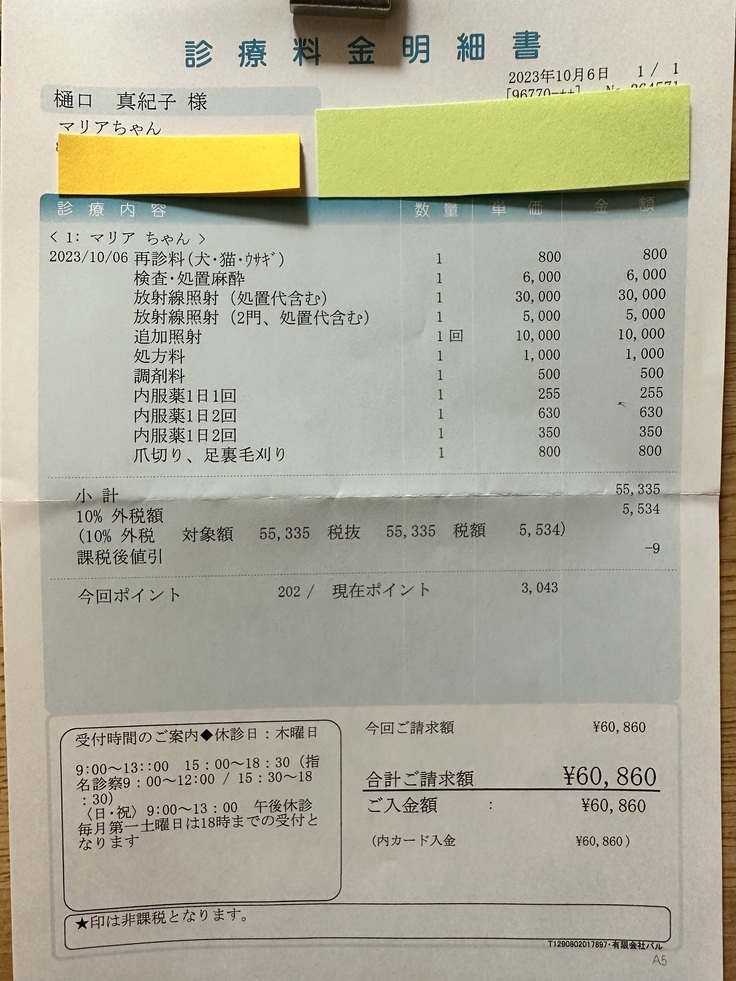 診療料金明細書
2023年10月6日 1 / 1
樋口 真紀子 様
[96770-++]
マリアちゃん
診療内容 数量 単価 金額
< 1: マリア ちゃん >
2023/10/06 再診料(犬・猫・ｳｻｷﾞ) 1 800 800
検査・処置麻酔 1 6,000 6,000
放射線照射（処置代含む） 1 30,000 30,000
放射線照射（2門、処置代含む） 1 5,000 5,000
追加照射 1 回 10,000 10,000
処方料 1 1,000 1,000
調剤料 1 500 500
内服薬1日1回 1 255 255
内服薬1日2回 1 630 630
内服薬1日2回 1 350 350
爪切り、足裏毛刈り 1 800 800
小 計 55,335
10% 外税額 5,534
(10% 外税 対象額 55,335 税抜 55,335 税額 5,534)
課税後値引 -9
今回ポイント 202 / 現在ポイント 3,043
受付時間のご案内◆休診日：木曜日
9:00～13::00 15：00～18：30（指
名診察9：00～12:00 / 15：30～18
：30）
〈日・祝〉9:00～13：00 午後休診
毎月第一土曜日は18時までの受付と
なります
今回ご請求額 ¥60,860
合計ご請求額 ¥60,860
ご入金額 : ¥60,860
(内カード入金 ¥60,860 )
★印は非課税となります。
T1290802017897・有限会社パル
A5